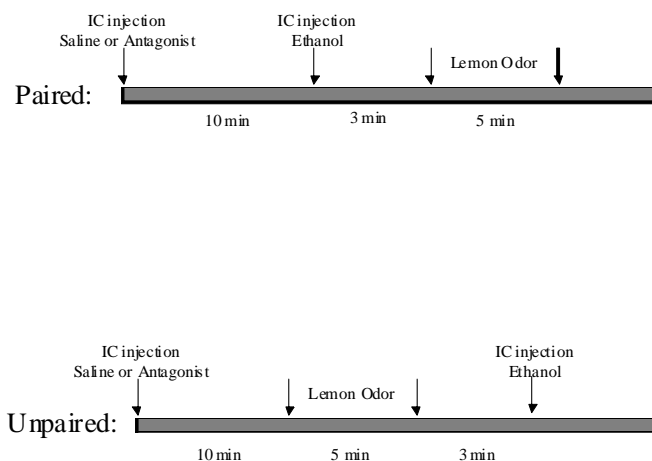 IC injection
Saline or Antagonist
IC injection
Ethanol
Lemon Odor
Paired:
10 min
3 min
5 min
IC injection
Saline or Antagonist
Lemon Odor
IC injection
Ethanol
Unpaired:
10 min
5 min
3 min